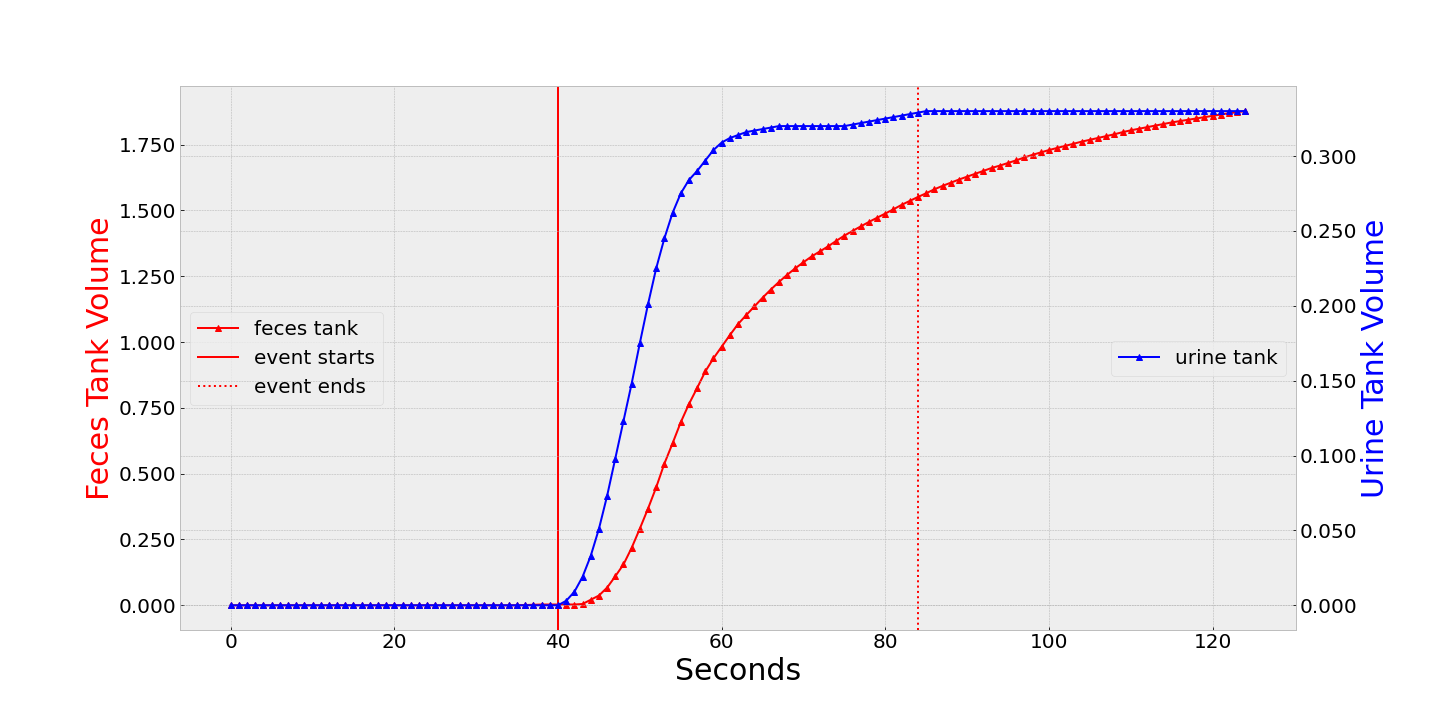 Feces Tank Volume
1.750
1.500
1.250
1.000
0.750
0.500
0.250
0.000
feces tank
event starts
event ends
urine tank
0.300
0.250
0.200
0.150
0.100
0.050
0.000
Urine Tank Volume
0 20 40 60 80 100 120
Seconds